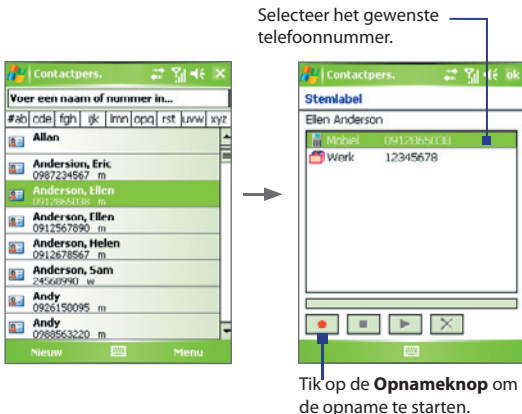 Selecteer het gewenste
telefoonnummer.
Contactpers.
Voer een naam of nummer in...
#ab cde fgh ijk lmn opq rst uvw xyz
Allan
Andersion, Eric
0987234567 m
Anderson, Ellen
0912865038 m
Anderson, Ellen
0912567890 m
Anderson, Helen
0912678567 m
Anderson, Sam
24568990 w
Andy
0926150095 m
Andy
0988563220 m
Nieuw Menu
Contactpers. ok
Stemlabel
Ellen Anderson
Mobiel 0912865038
Werk 12345678
Tik op de Opnameknop om
de opname te starten.